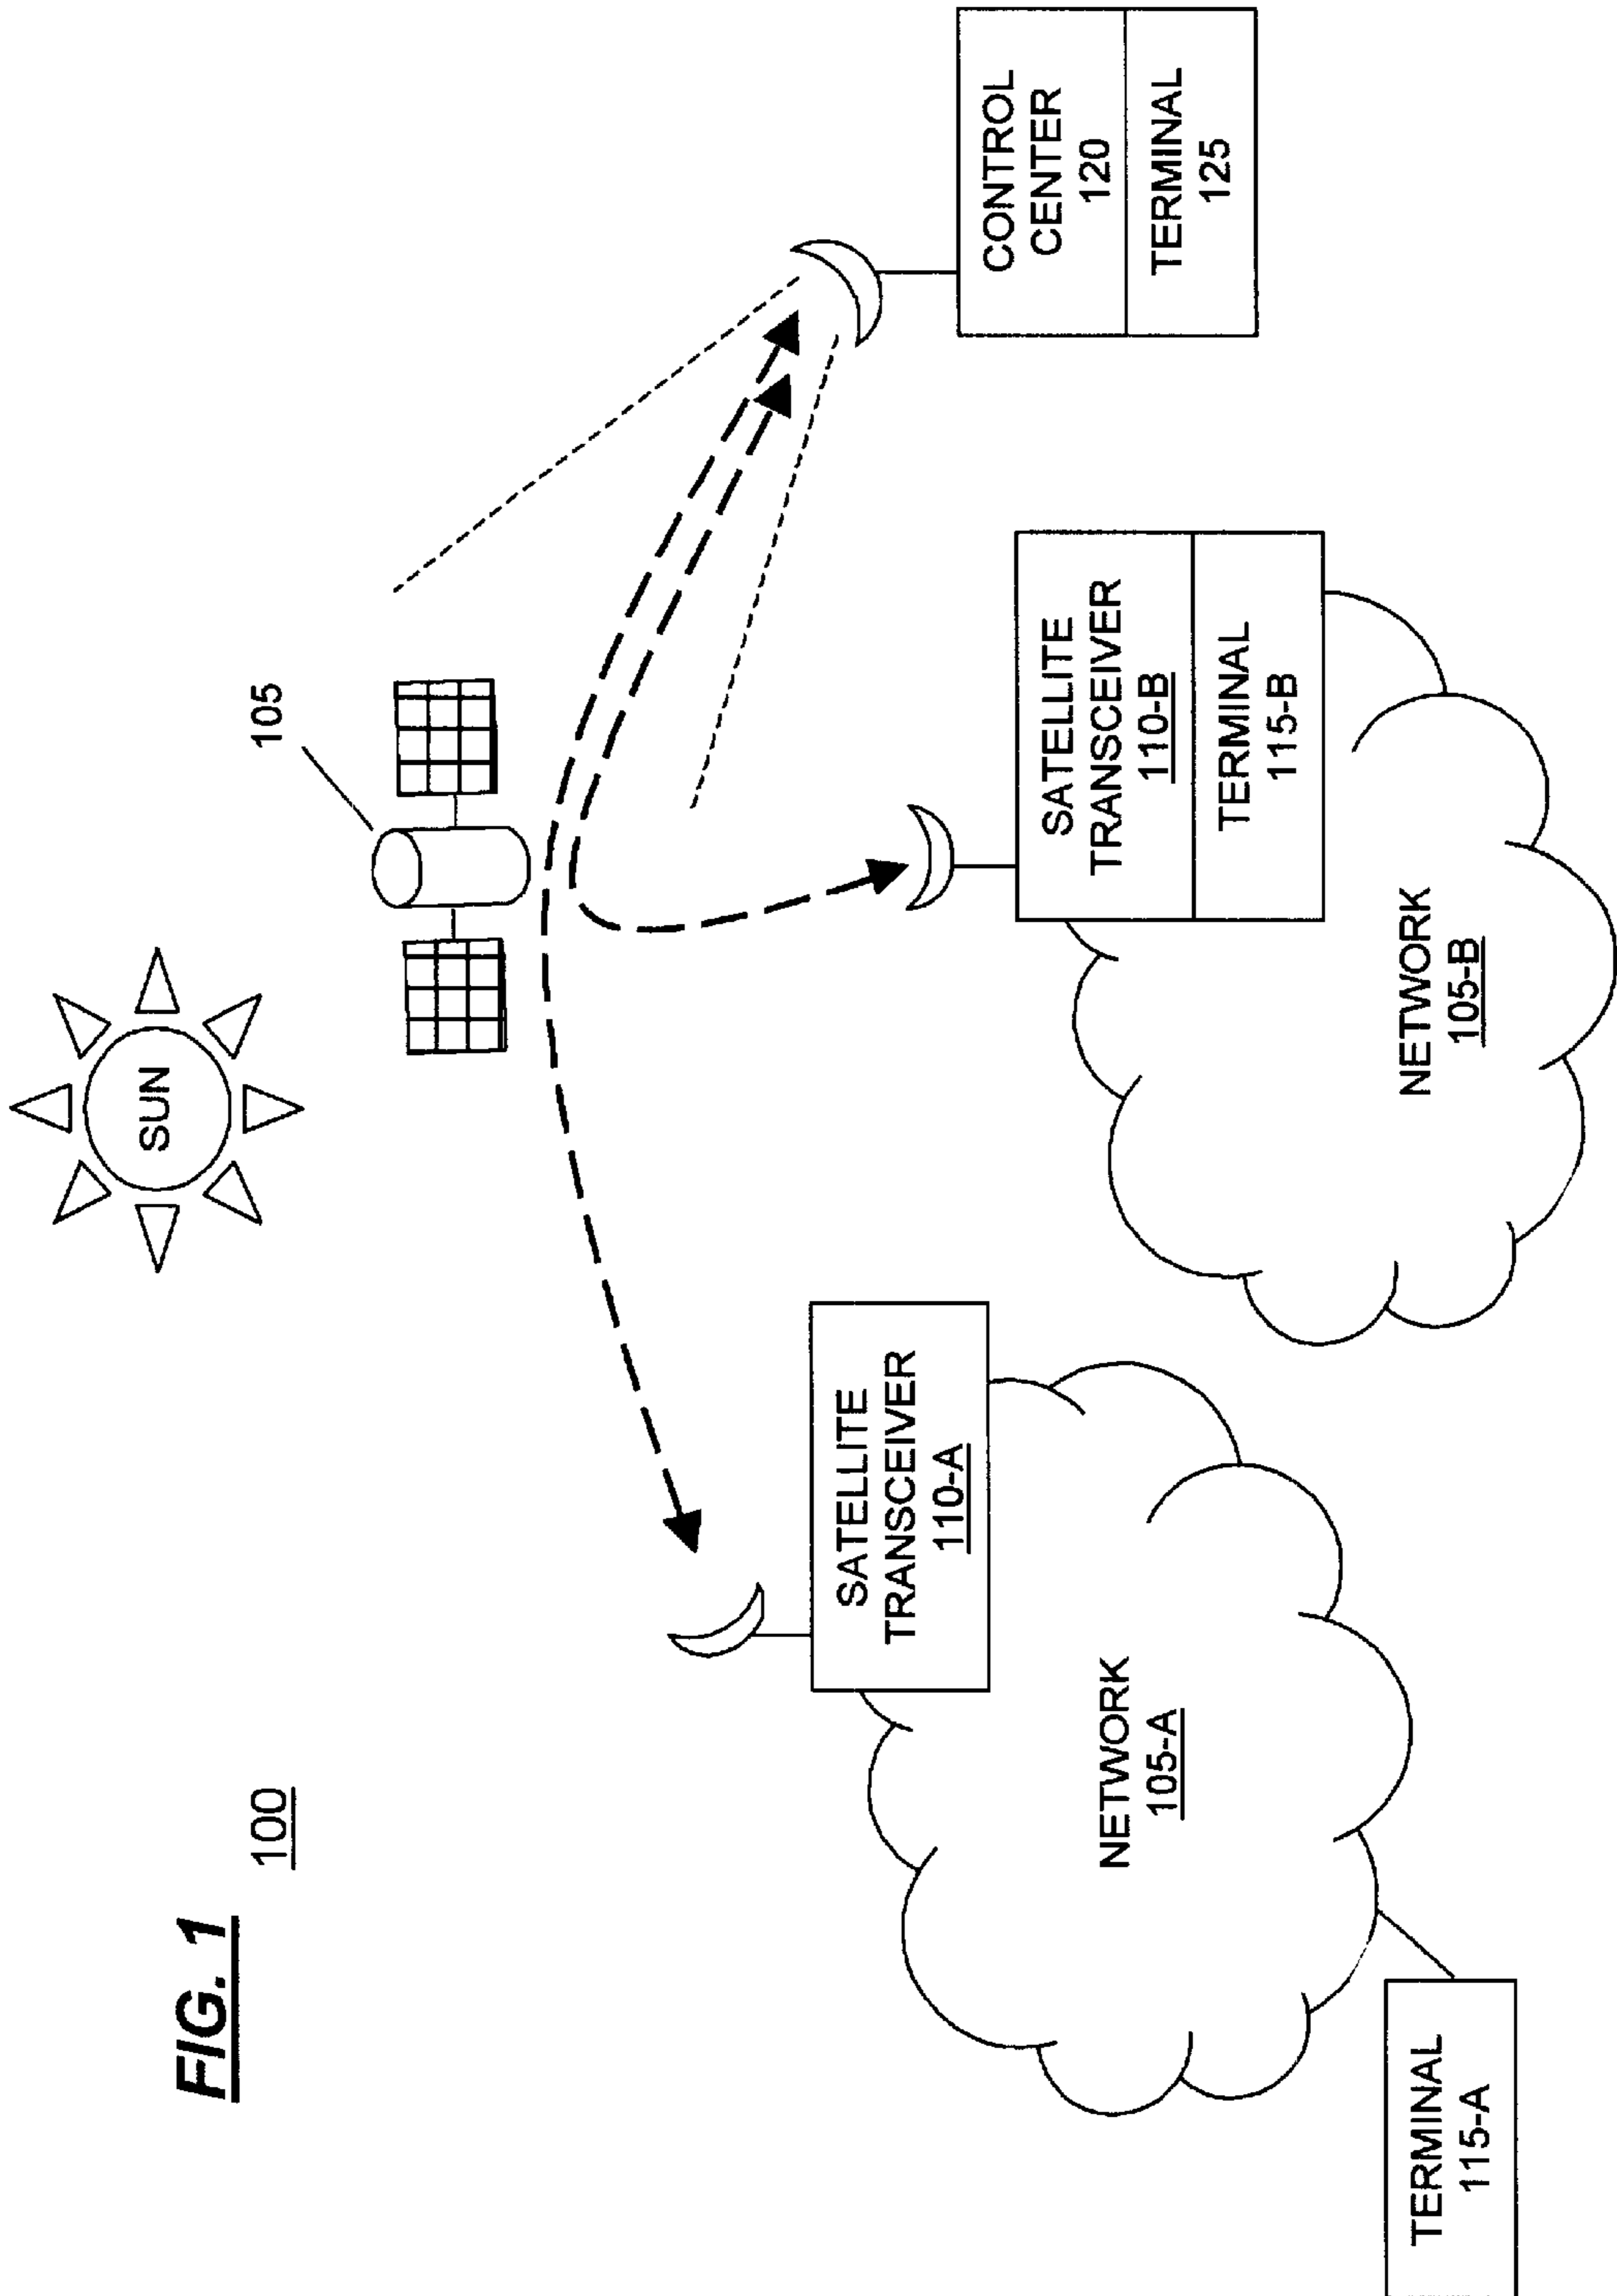 FIG. 1
100
SUN
105
SATELLITE
TRANSCEIVER
110-A
NETWORK
105-A
TERMINAL
115-A
SATELLITE
TRANSCEIVER
110-B
TERMINAL
115-B
NETWORK
105-B
CONTROL
CENTER
120
TERMINAL
125